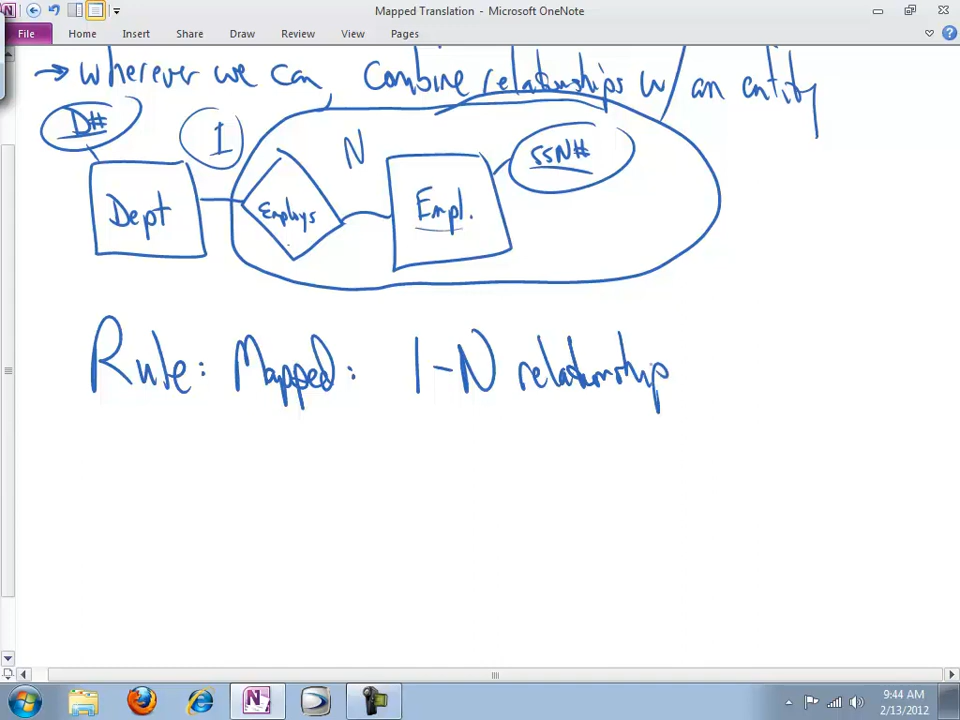 Mapped Translation - Microsoft OneNote
File Home Insert Share Draw Review View Pages
→ wherever we can, combine relationships w/ an entity
D# 1 N SSN#
Dept Employs Empl.
Rule: Mapped: 1-N relationship
9:44 AM
2/13/2012